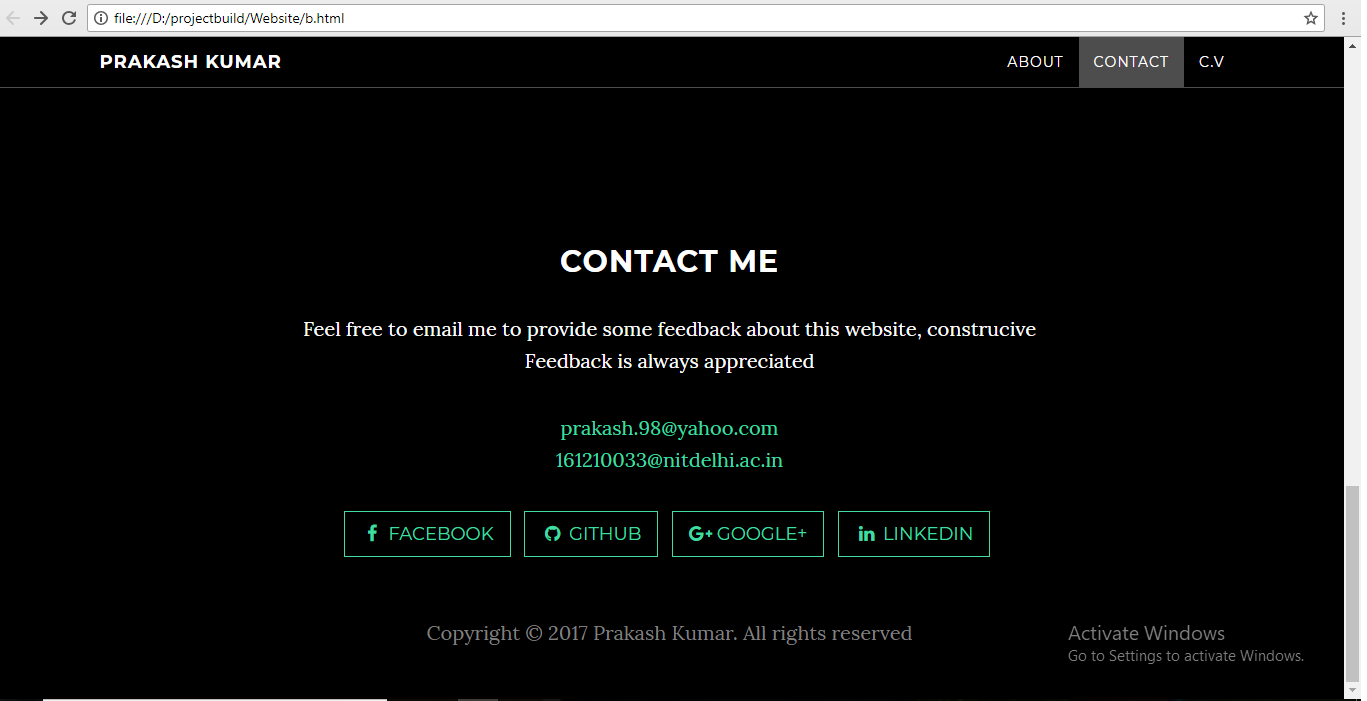 file:///D:/projectbuild/Website/b.html
PRAKASH KUMAR ABOUT CONTACT C.V
CONTACT ME
Feel free to email me to provide some feedback about this website, construcive
Feedback is always appreciated
prakash.98@yahoo.com
161210033@nitdelhi.ac.in
FACEBOOK GITHUB G+ GOOGLE+ in LINKEDIN
Copyright © 2017 Prakash Kumar. All rights reserved
Activate Windows
Go to Settings to activate Windows.